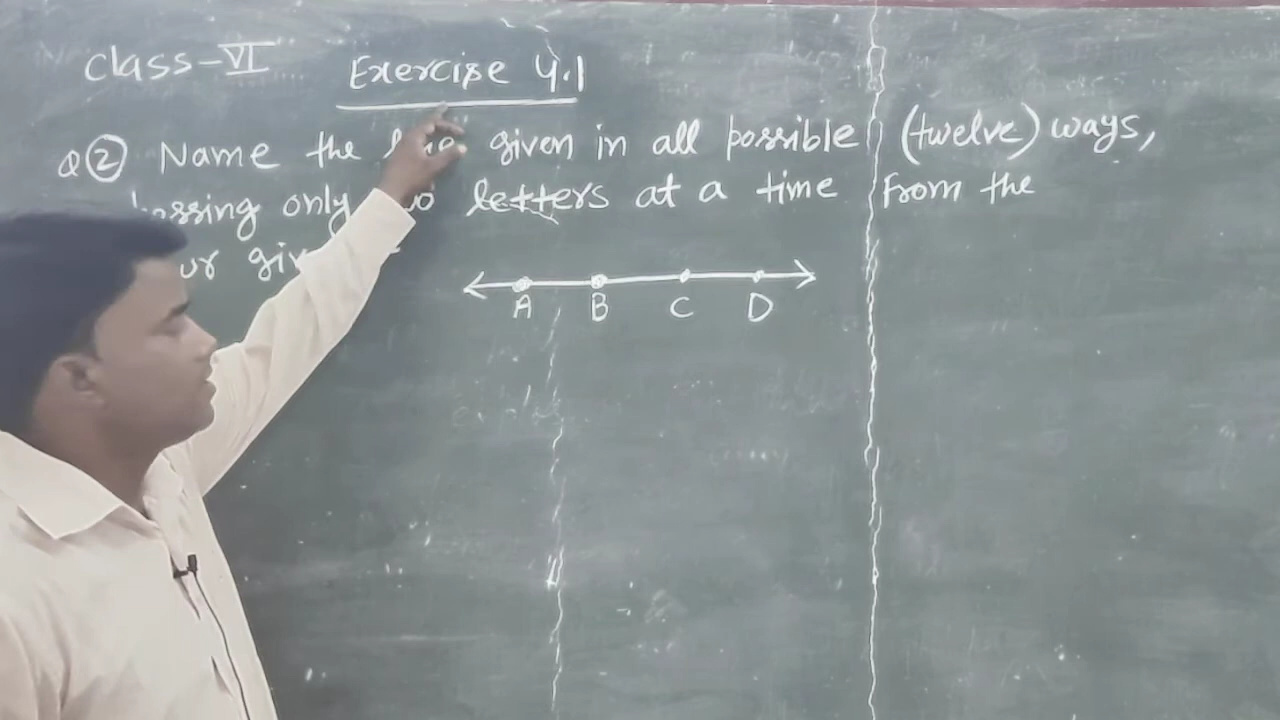 Class-VI Exercise 4.1
Q② Name the given in all possible (twelve) ways,
only letters at a time from the
A B C D